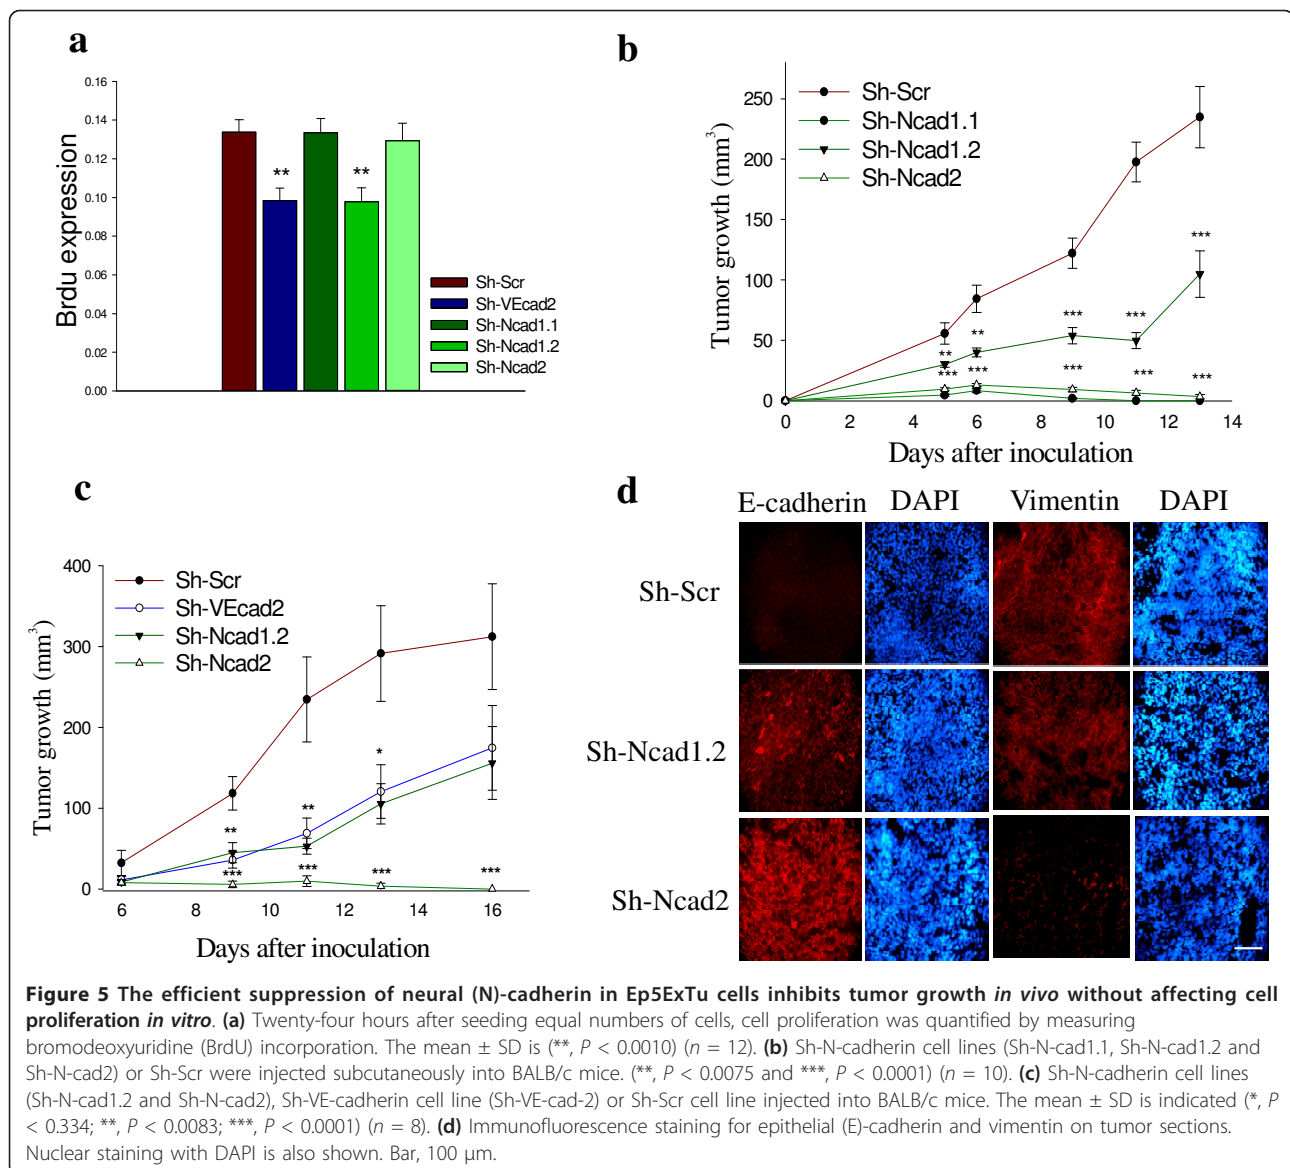 a
0.16
0.14
0.12
0.10
0.08
0.06
0.04
0.02
0.00
Brdu expression
**
**
Sh-Scr
Sh-VEcad2
Sh-Ncad1.1
Sh-Ncad1.2
Sh-Ncad2
b
250
200
150
100
50
0
Tumor growth (mm3)
Sh-Scr
Sh-Ncad1.1
Sh-Ncad1.2
Sh-Ncad2
**
**
***
***
***
***
***
***
***
***
0 2 4 6 8 10 12 14
Days after inoculation
c
400
300
200
100
0
Tumor growth (mm3)
Sh-Scr
Sh-VEcad2
Sh-Ncad1.2
Sh-Ncad2
**
**
*
***
***
***
***
6 8 10 12 14 16
Days after inoculation
d
E-cadherin DAPI Vimentin DAPI
Sh-Scr
Sh-Ncad1.2
Sh-Ncad2
Figure 5 The efficient suppression of neural (N)-cadherin in Ep5ExTu cells inhibits tumor growth in vivo without affecting cell
proliferation in vitro. (a) Twenty-four hours after seeding equal numbers of cells, cell proliferation was quantified by measuring
bromodeoxyuridine (BrdU) incorporation. The mean ± SD is (**, P < 0.0010) (n = 12). (b) Sh-N-cadherin cell lines (Sh-N-cad1.1, Sh-N-cad1.2 and
Sh-N-cad2) or Sh-Scr were injected subcutaneously into BALB/c mice. (**, P < 0.0075 and ***, P < 0.0001) (n = 10). (c) Sh-N-cadherin cell lines
(Sh-N-cad1.2 and Sh-N-cad2), Sh-VE-cadherin cell line (Sh-VE-cad-2) or Sh-Scr cell line injected into BALB/c mice. The mean ± SD is indicated (*, P
< 0.334; **, P < 0.0083; ***, P < 0.0001) (n = 8). (d) Immunofluorescence staining for epithelial (E)-cadherin and vimentin on tumor sections.
Nuclear staining with DAPI is also shown. Bar, 100 μm.